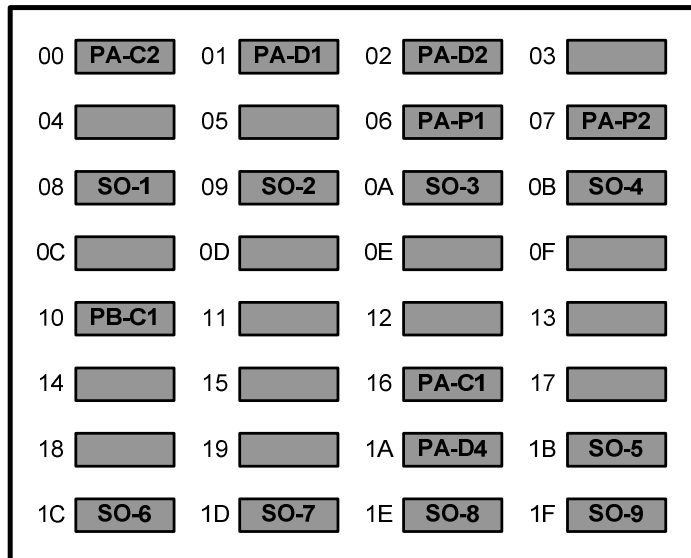 00 PA-C2 01 PA-D1 02 PA-D2 03
04 05 06 PA-P1 07 PA-P2
08 SO-1 09 SO-2 0A SO-3 0B SO-4
0C 0D 0E 0F
10 PB-C1 11 12 13
14 15 16 PA-C1 17
18 19 1A PA-D4 1B SO-5
1C SO-6 1D SO-7 1E SO-8 1F SO-9